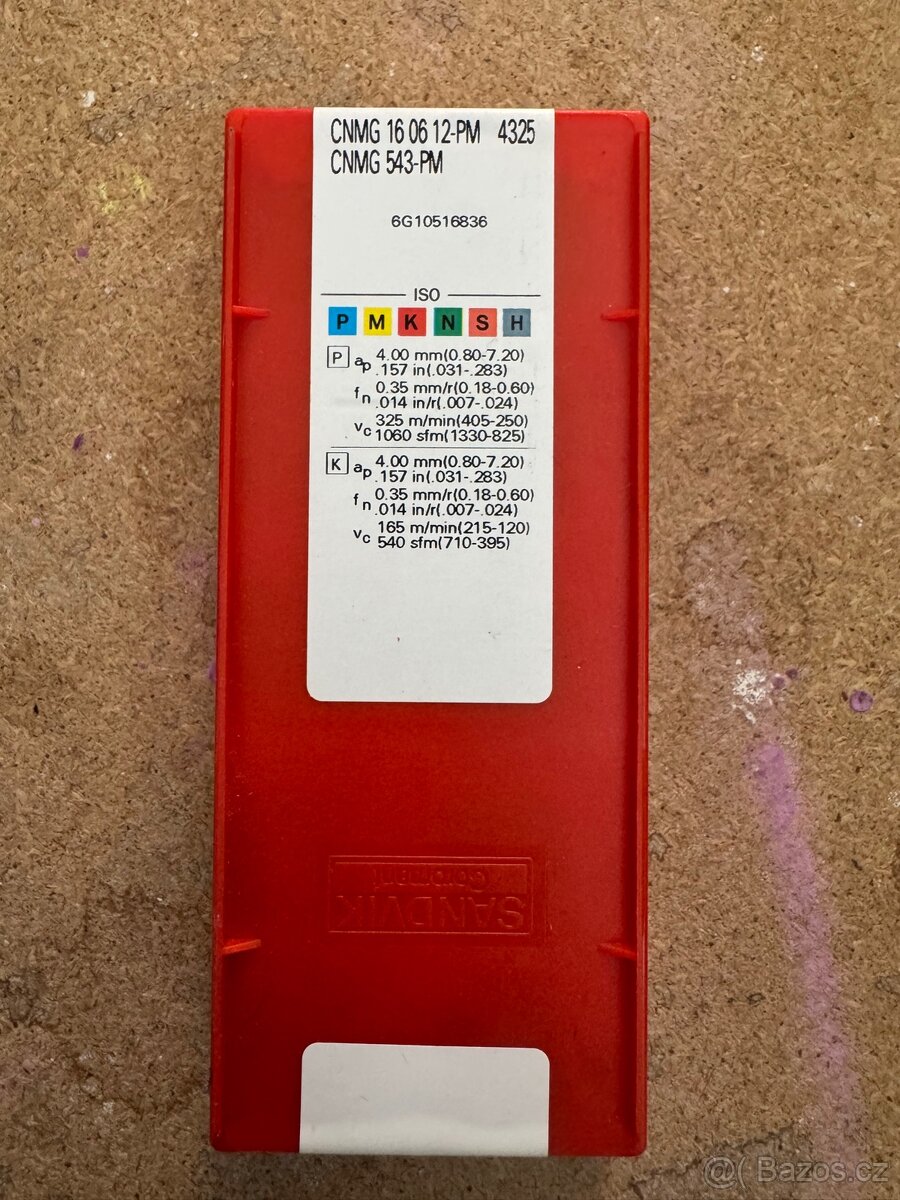 CNMG 16 06 12-PM 4325
CNMG 543-PM
6G10516836
ISO
P M K N S H
P ap 4.00 mm(0.80-7.20)
.157 in(.031-.283)
fn 0.35 mm/r(0.18-0.60)
.014 in/r(.007-.024)
vc 325 m/min(405-250)
1060 sfm(1330-825)
K ap 4.00 mm(0.80-7.20)
.157 in(.031-.283)
fn 0.35 mm/r(0.18-0.60)
.014 in/r(.007-.024)
vc 165 m/min(215-120)
540 sfm(710-395)
SANDVIK
Coromant
@( Bazos.cz